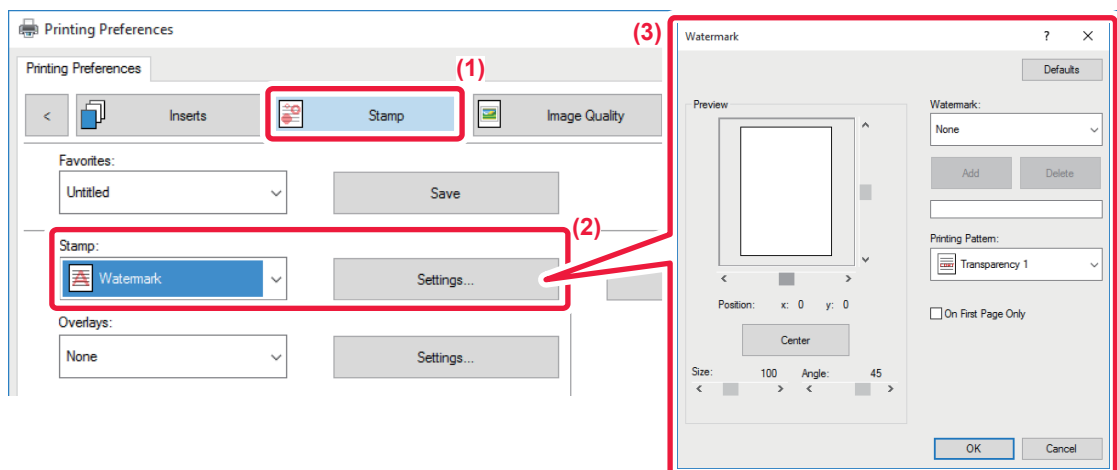 Printing Preferences
Printing Preferences
(1)
< Inserts Stamp Image Quality
Favorites:
Untitled Save
(2)
Stamp:
Watermark Settings...
Overlays:
None Settings...
(3)
Watermark ? ×
Defaults
Preview
Watermark:
None
Add Delete
Printing Pattern:
Transparency 1
< >
Position: x: 0 y: 0
On First Page Only
Center
Size: 100 Angle: 45
< > < >
OK Cancel